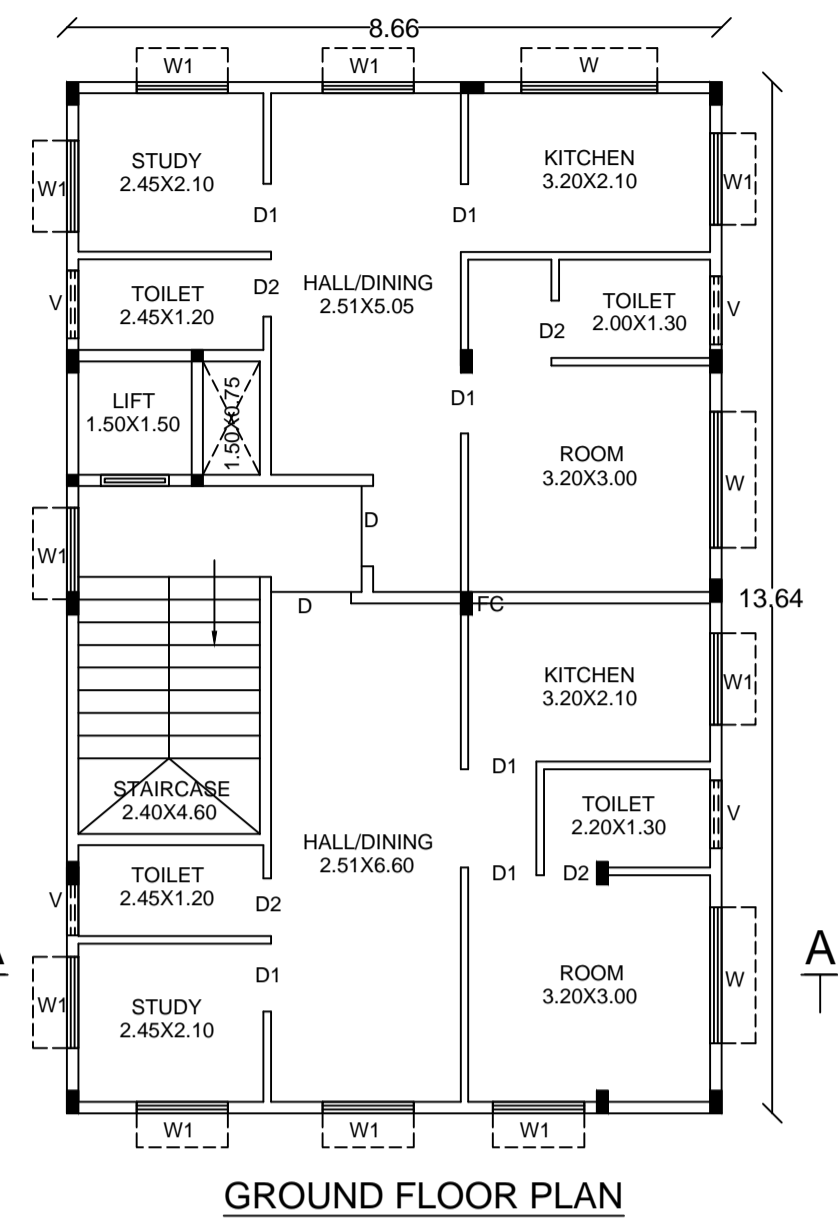 8.66
W1
W1
W
STUDY
2.45X2.10
KITCHEN
3.20X2.10
W1
W1
D1
D1
TOILET
2.45X1.20
D2
HALL/DINING
2.51X5.05
TOILET
2.00X1.30
V
V
D2
LIFT
1.50X1.50
1.50X0.75
D1
ROOM
3.20X3.00
W
W1
D
D
FC
13.64
KITCHEN
3.20X2.10
W1
D1
STAIRCASE
2.40X4.60
TOILET
2.20X1.30
V
HALL/DINING
2.51X6.60
D1
D2
TOILET
2.45X1.20
V
D2
A
A
D1
ROOM
3.20X3.00
W
STUDY
2.45X2.10
W1
W1
W1
W1
GROUND FLOOR PLAN